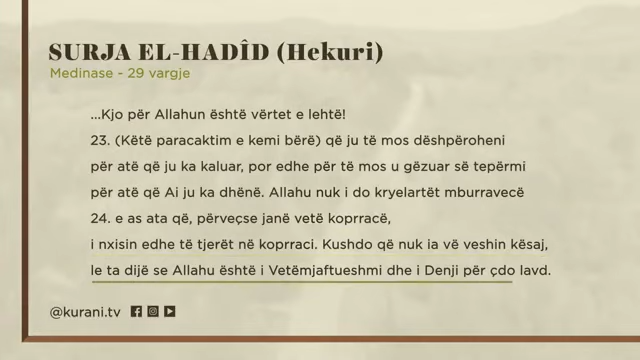 SURJA EL-HADÎD (Hekuri)
Medinase - 29 vargje
...Kjo për Allahun është vërtet e lehtë!
23. (Këtë paracaktim e kemi bërë) që ju të mos dëshpëroheni
për atë që ju ka kaluar, por edhe për të mos u gëzuar së tepërmi
për atë që Ai ju ka dhënë. Allahu nuk i do kryelartët mburravecë
24. e as ata që, përveçse janë vetë koprracë,
i nxisin edhe të tjerët në koprraci. Kushdo që nuk ia vë veshin kësaj,
le ta dijë se Allahu është i Vetëmjaftueshmi dhe i Denji për çdo lavd.
@kurani.tv